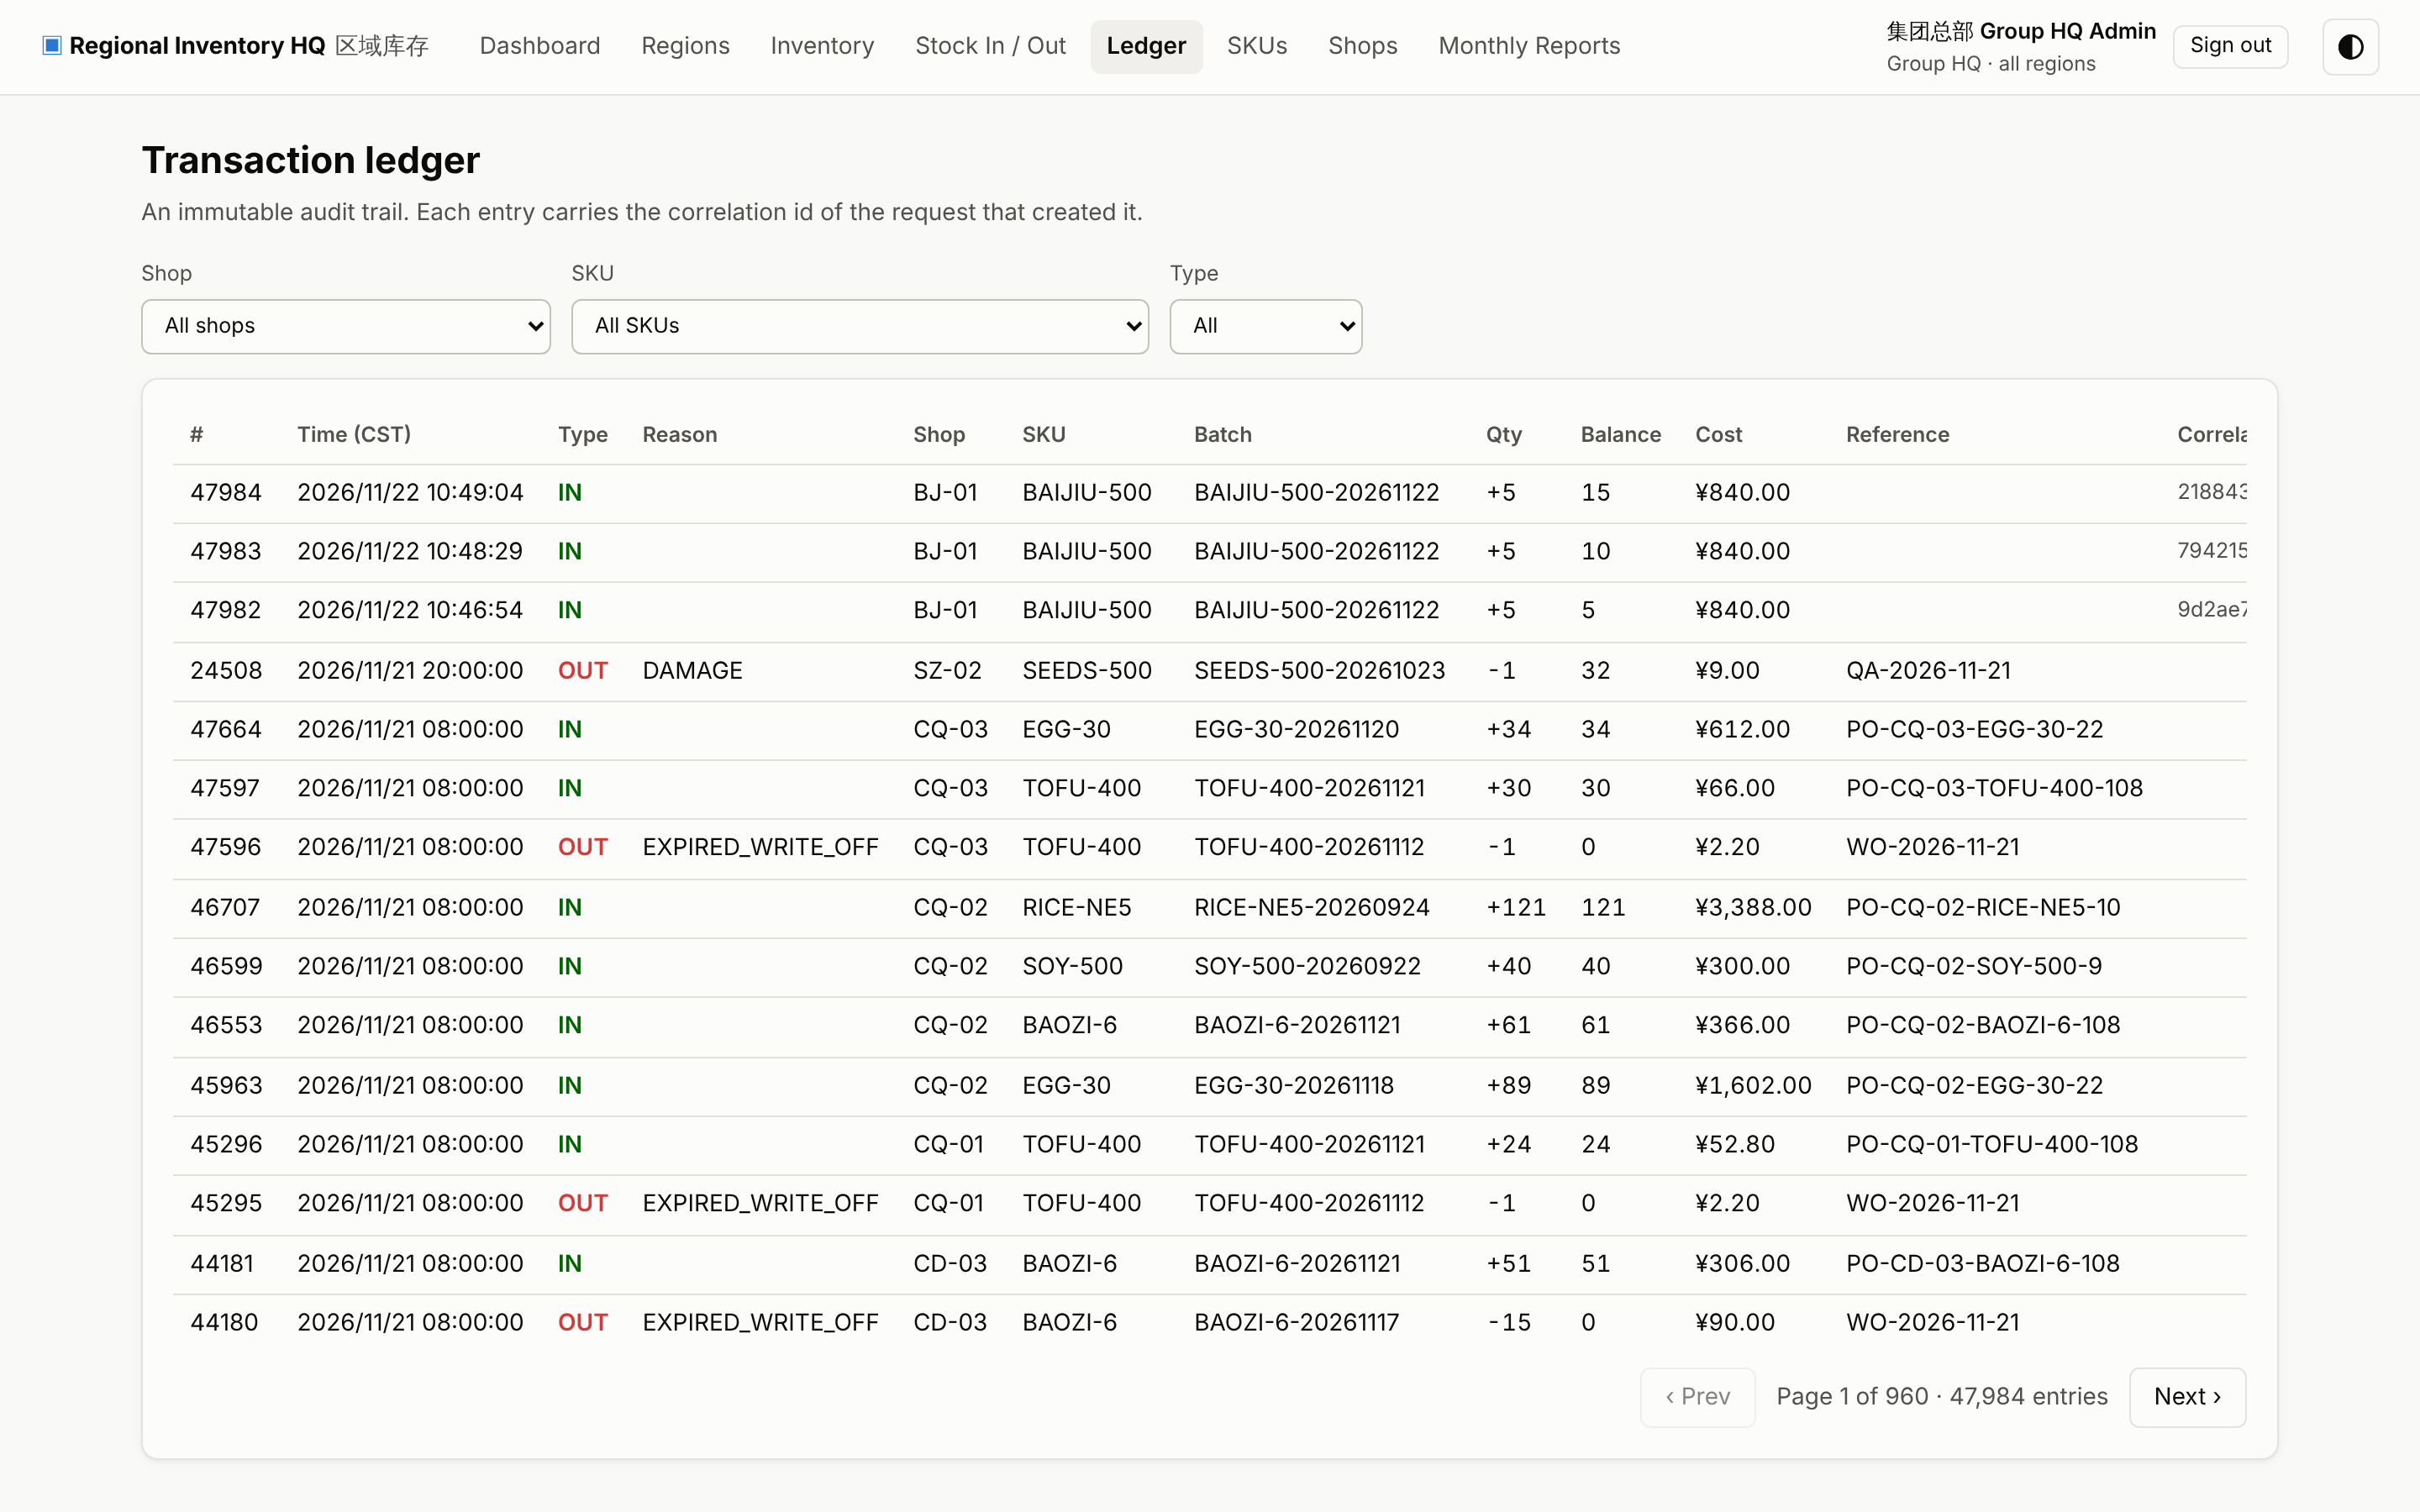 Regional Inventory HQ 区域库存 Dashboard Regions Inventory Stock In / Out Ledger SKUs Shops Monthly Reports 集团总部 Group HQ Admin Sign out
Group HQ · all regions
Transaction ledger
An immutable audit trail. Each entry carries the correlation id of the request that created it.
Shop SKU Type
All shops All SKUs All
# Time (CST) Type Reason Shop SKU Batch Qty Balance Cost Reference Correla
47984 2026/11/22 10:49:04 IN BJ-01 BAIJIU-500 BAIJIU-500-20261122 +5 15 ¥840.00 218843
47983 2026/11/22 10:48:29 IN BJ-01 BAIJIU-500 BAIJIU-500-20261122 +5 10 ¥840.00 794215
47982 2026/11/22 10:46:54 IN BJ-01 BAIJIU-500 BAIJIU-500-20261122 +5 5 ¥840.00 9d2ae7
24508 2026/11/21 20:00:00 OUT DAMAGE SZ-02 SEEDS-500 SEEDS-500-20261023 -1 32 ¥9.00 QA-2026-11-21
47664 2026/11/21 08:00:00 IN CQ-03 EGG-30 EGG-30-20261120 +34 34 ¥612.00 PO-CQ-03-EGG-30-22
47597 2026/11/21 08:00:00 IN CQ-03 TOFU-400 TOFU-400-20261121 +30 30 ¥66.00 PO-CQ-03-TOFU-400-108
47596 2026/11/21 08:00:00 OUT EXPIRED_WRITE_OFF CQ-03 TOFU-400 TOFU-400-20261112 -1 0 ¥2.20 WO-2026-11-21
46707 2026/11/21 08:00:00 IN CQ-02 RICE-NE5 RICE-NE5-20260924 +121 121 ¥3,388.00 PO-CQ-02-RICE-NE5-10
46599 2026/11/21 08:00:00 IN CQ-02 SOY-500 SOY-500-20260922 +40 40 ¥300.00 PO-CQ-02-SOY-500-9
46553 2026/11/21 08:00:00 IN CQ-02 BAOZI-6 BAOZI-6-20261121 +61 61 ¥366.00 PO-CQ-02-BAOZI-6-108
45963 2026/11/21 08:00:00 IN CQ-02 EGG-30 EGG-30-20261118 +89 89 ¥1,602.00 PO-CQ-02-EGG-30-22
45296 2026/11/21 08:00:00 IN CQ-01 TOFU-400 TOFU-400-20261121 +24 24 ¥52.80 PO-CQ-01-TOFU-400-108
45295 2026/11/21 08:00:00 OUT EXPIRED_WRITE_OFF CQ-01 TOFU-400 TOFU-400-20261112 -1 0 ¥2.20 WO-2026-11-21
44181 2026/11/21 08:00:00 IN CD-03 BAOZI-6 BAOZI-6-20261121 +51 51 ¥306.00 PO-CD-03-BAOZI-6-108
44180 2026/11/21 08:00:00 OUT EXPIRED_WRITE_OFF CD-03 BAOZI-6 BAOZI-6-20261117 -15 0 ¥90.00 WO-2026-11-21
‹ Prev Page 1 of 960 · 47,984 entries Next ›